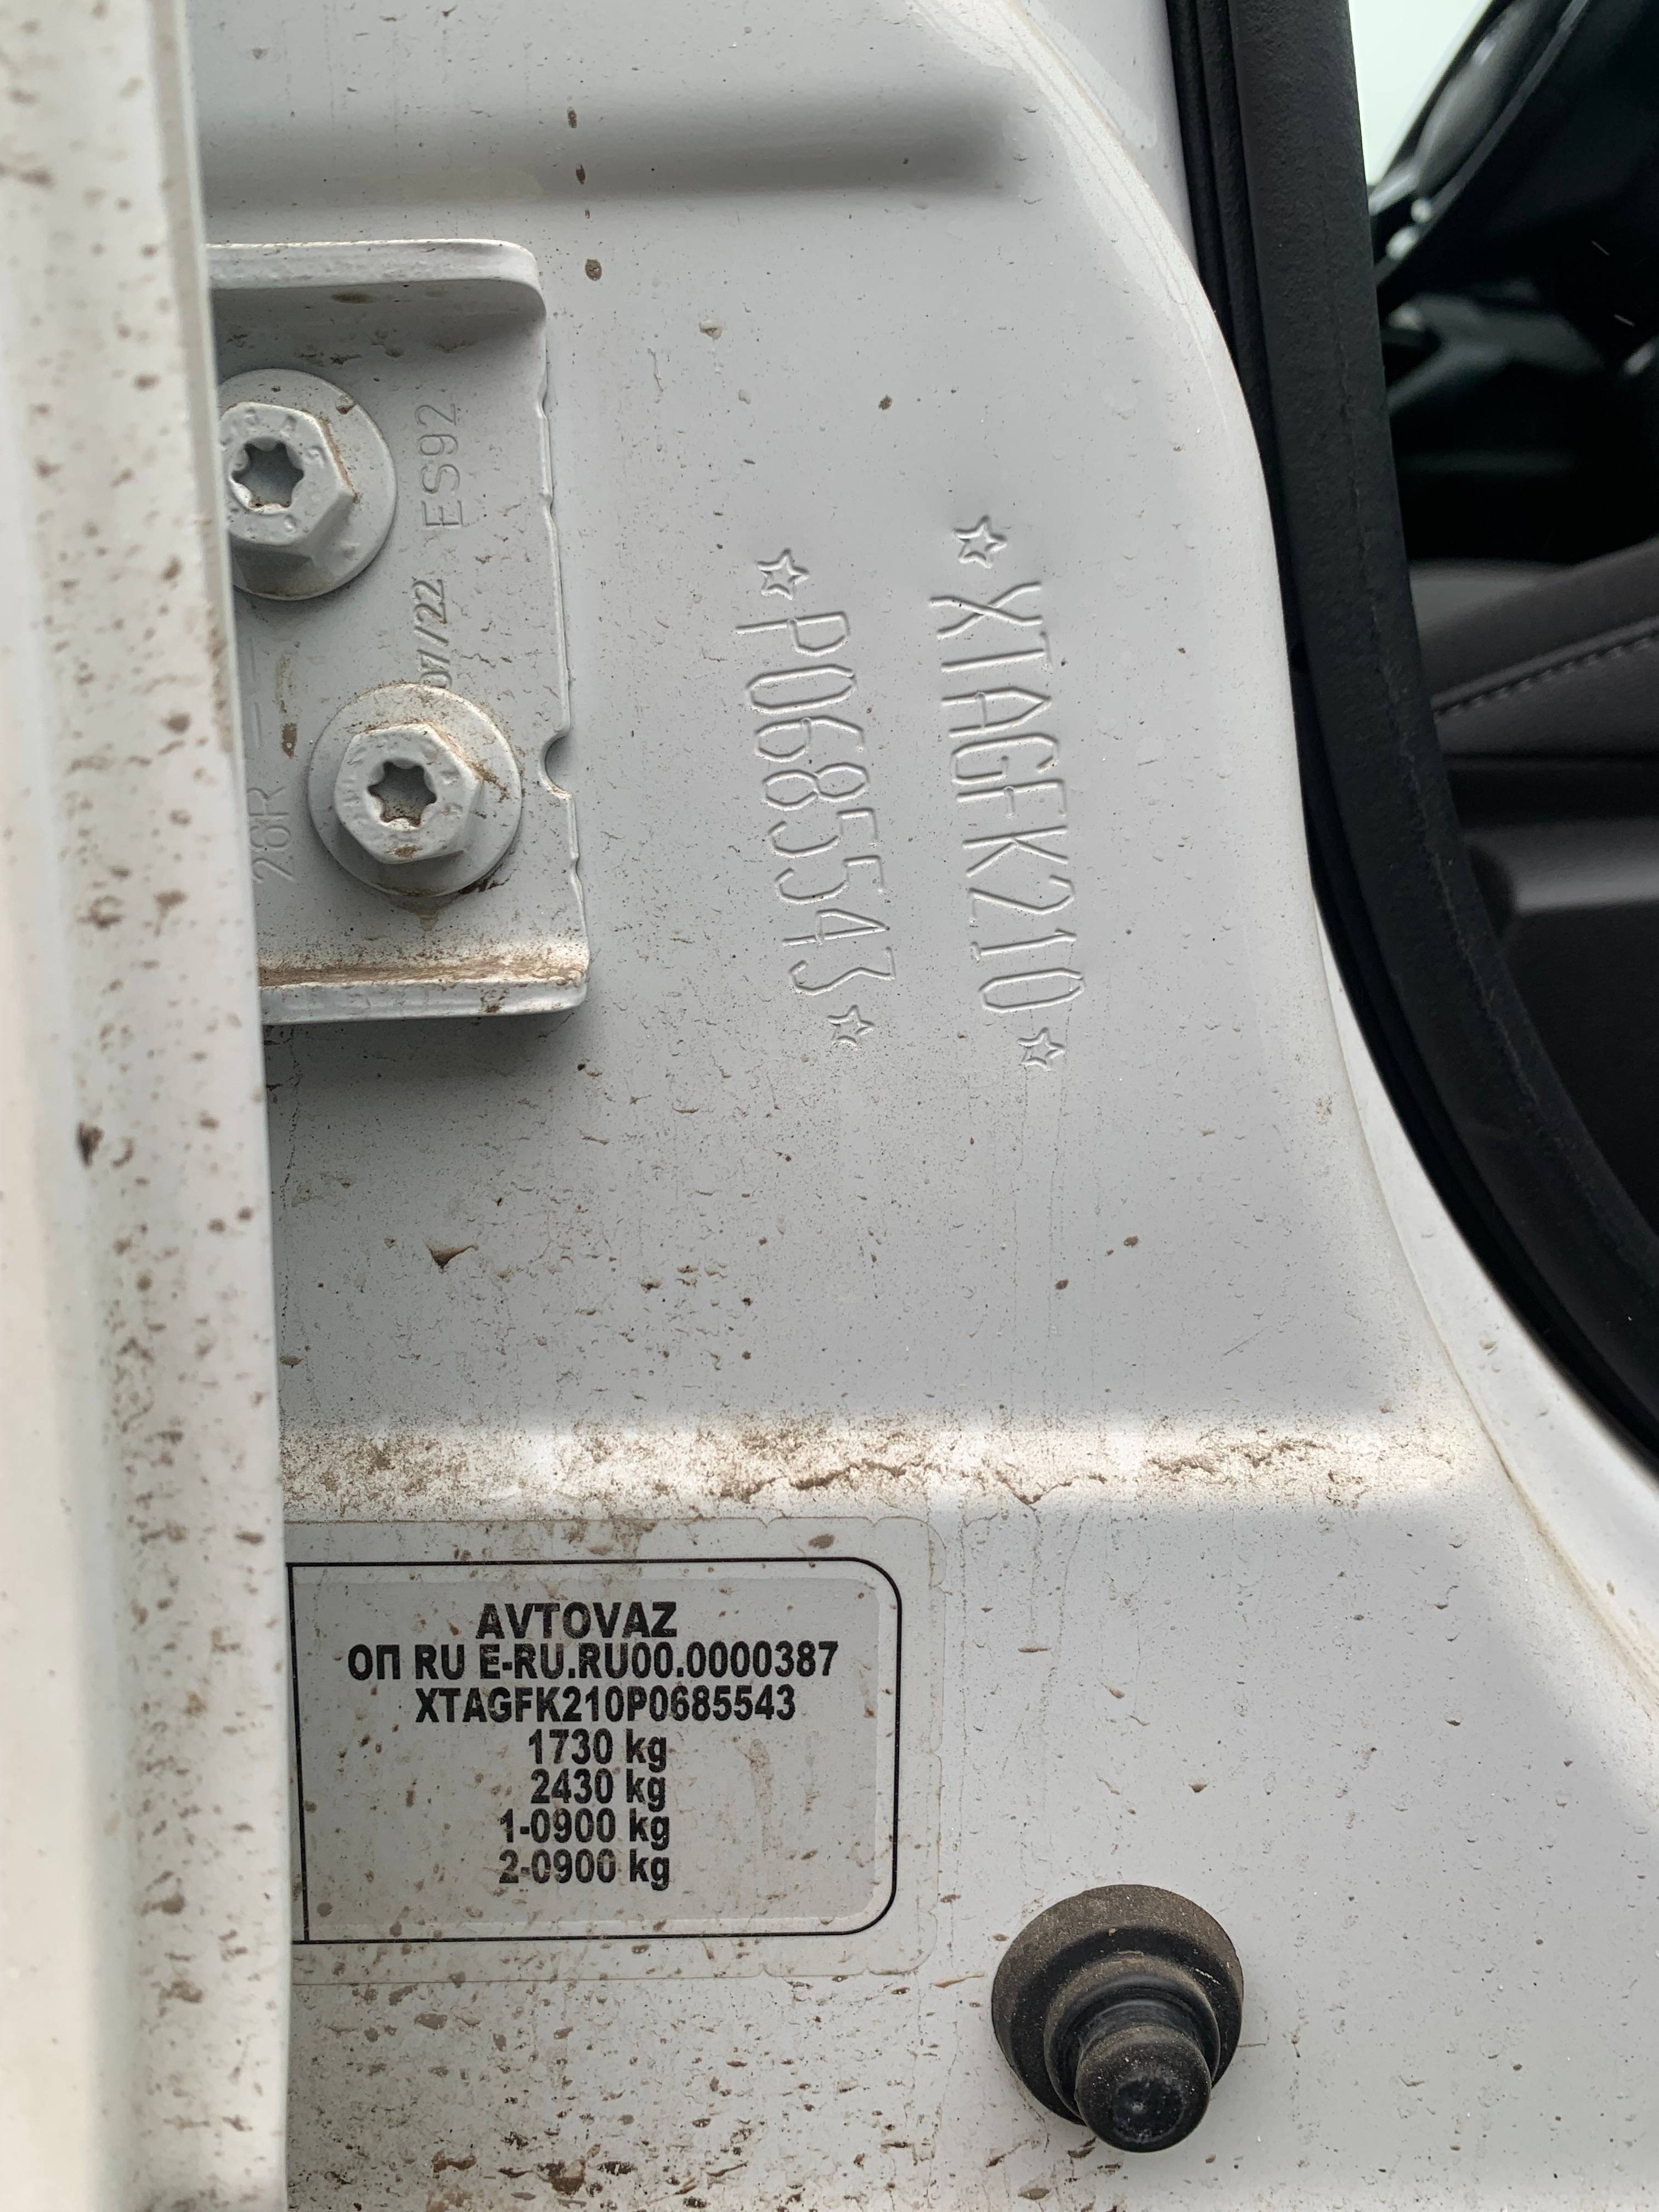 ES92
07/22
28R
☆XTAGFK210☆
☆P0685543☆
AVTOVAZ
ОП RU E-RU.RU00.0000387
XTAGFK210P0685543
1730 kg
2430 kg
1-0900 kg
2-0900 kg